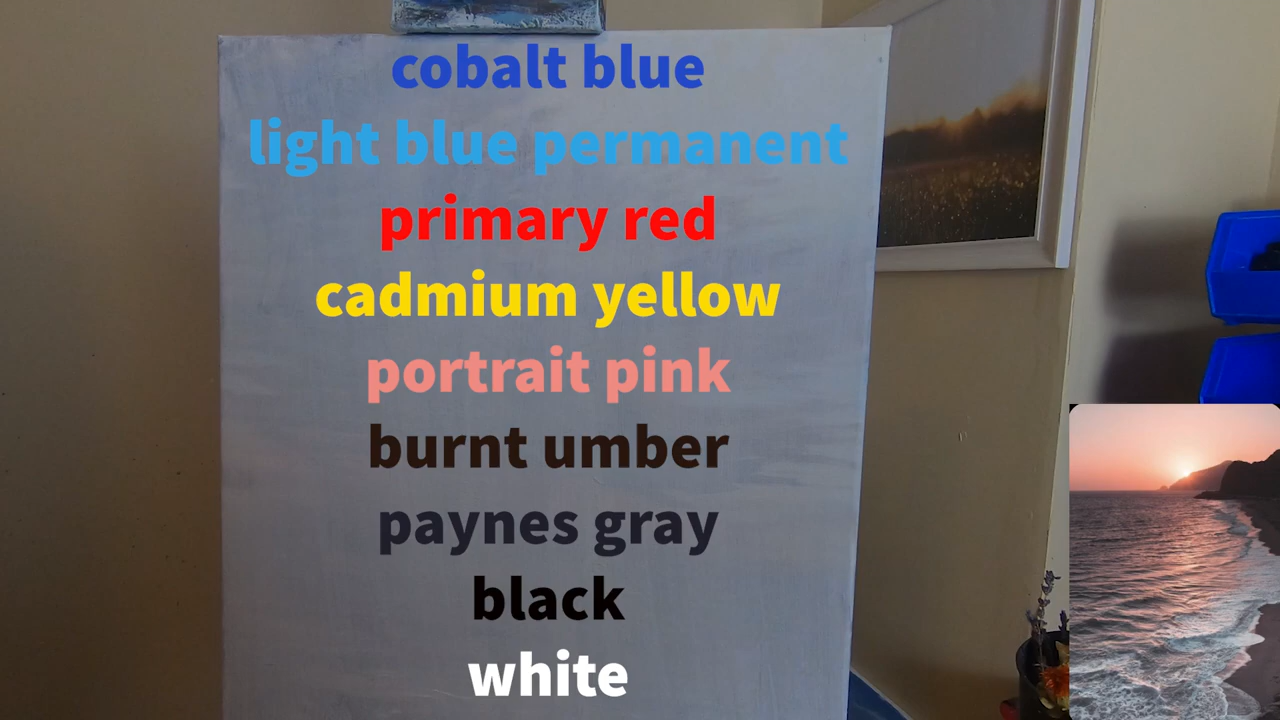 cobalt blue
light blue permanent
primary red
cadmium yellow
portrait pink
burnt umber
paynes gray
black
white